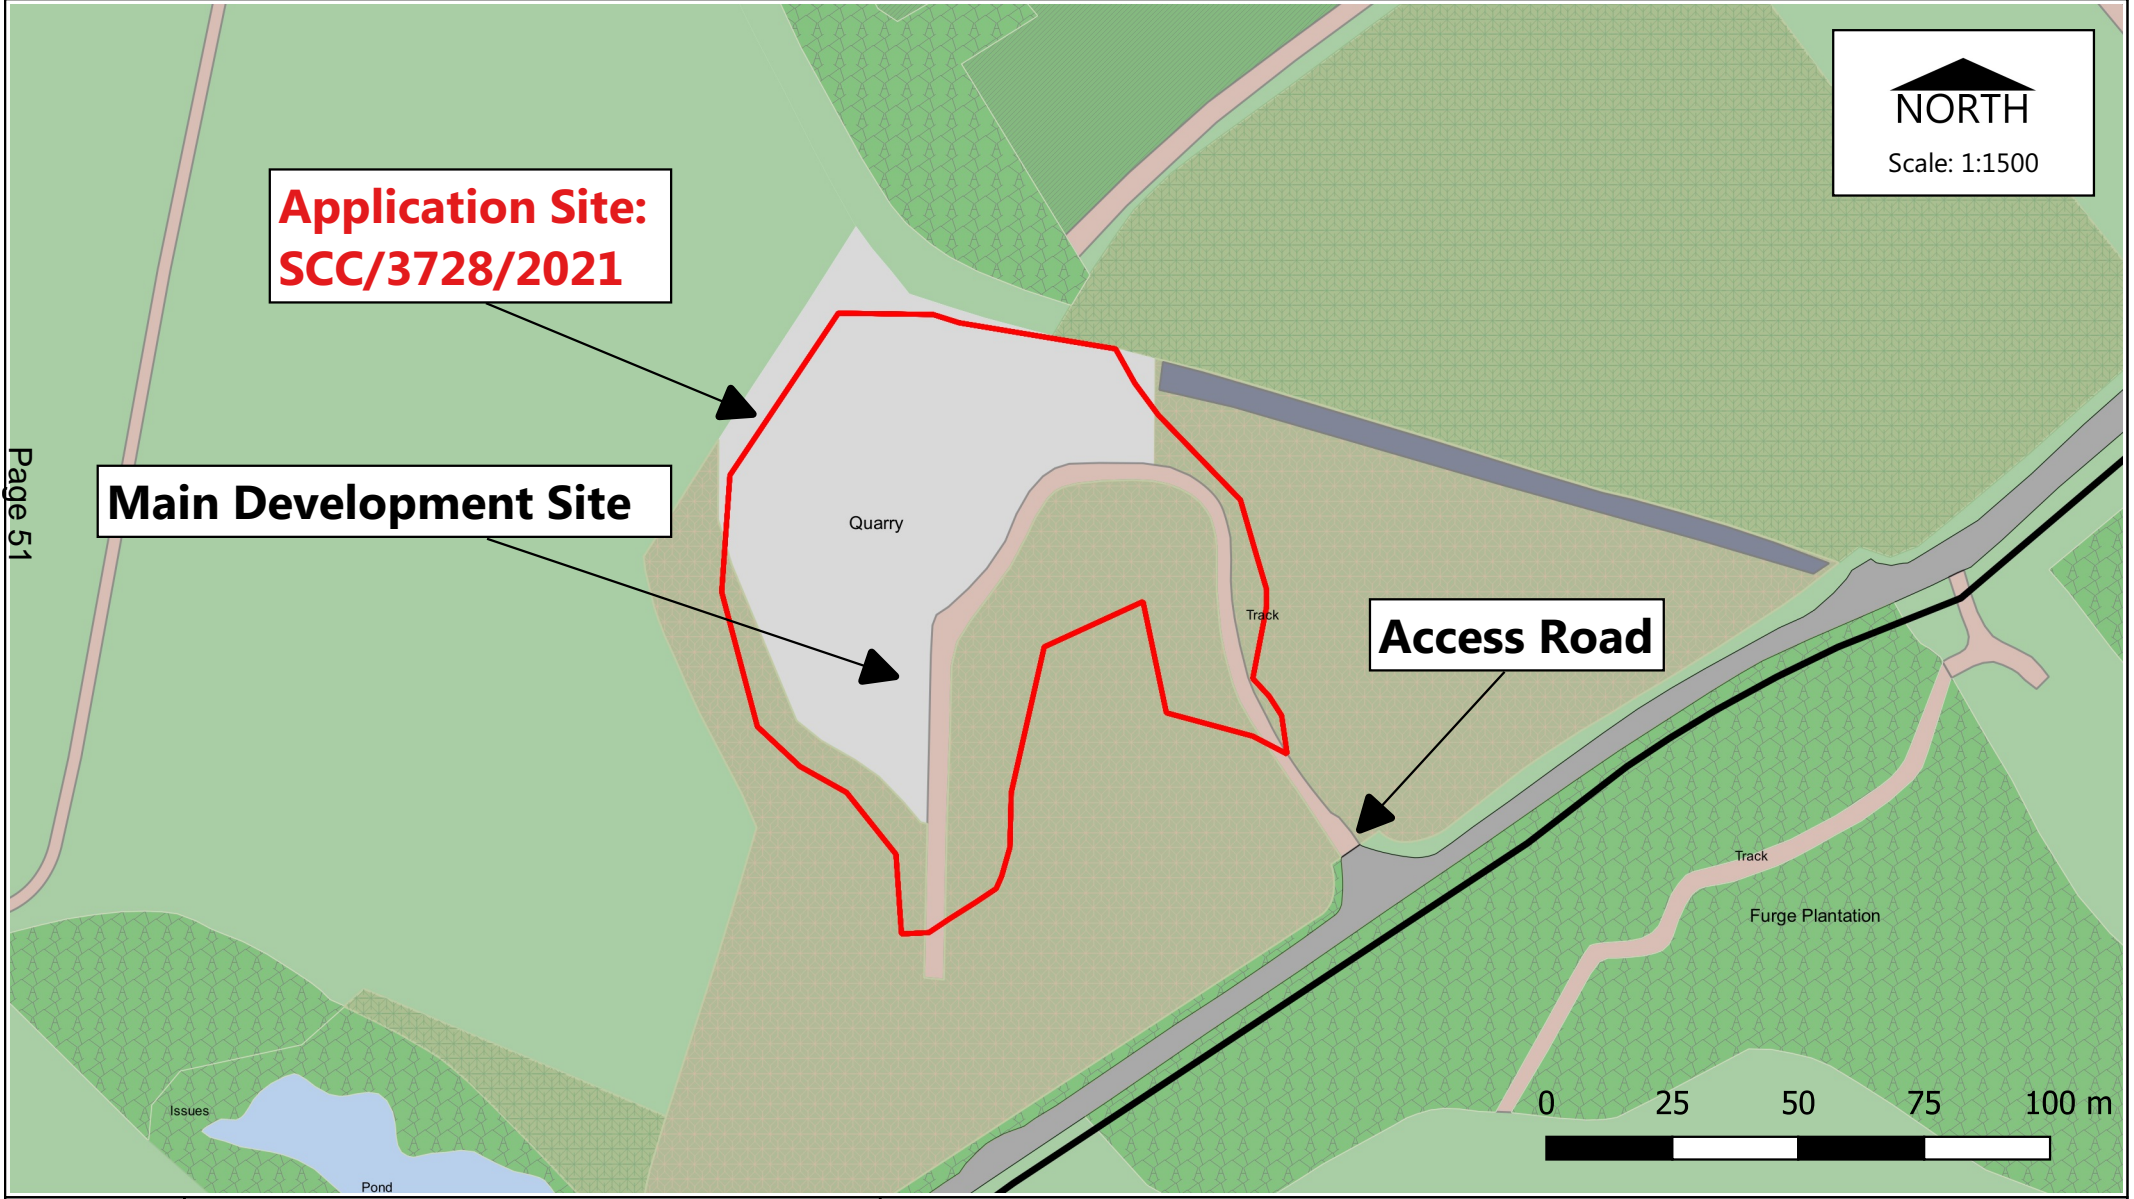 NORTH
Scale: 1:1500
Application Site:
SCC/3728/2021
Page 51
Main Development Site
Quarry
Track
Access Road
Track
Furge Plantation
Issues
Pond
0 25 50 75 100 m